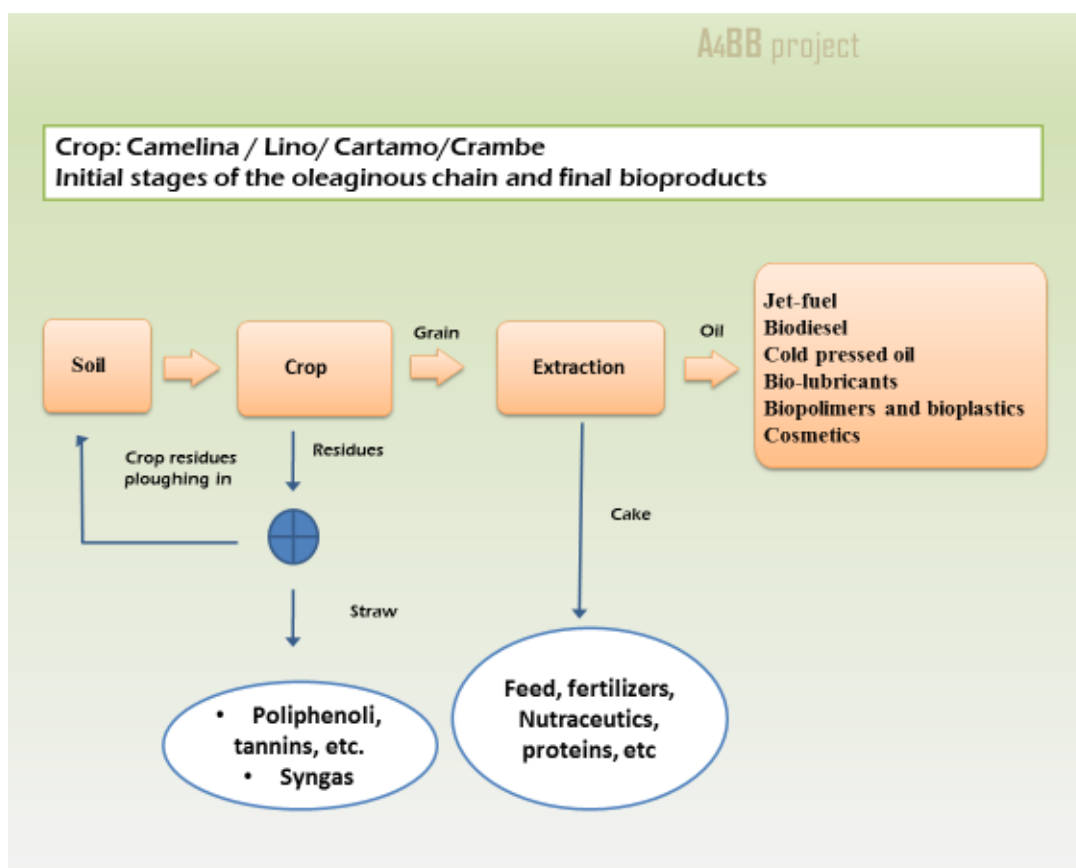 A4BB project
Crop: Camelina / Lino/ Cartamo/Crambe
Initial stages of the oleaginous chain and final bioproducts
Soil
Crop
Grain
Extraction
Oil
Jet-fuel
Biodiesel
Cold pressed oil
Bio-lubricants
Biopolimers and bioplastics
Cosmetics
Crop residues
ploughing in
Residues
Cake
Straw
• Poliphenoli,
tannins, etc.
• Syngas
Feed, fertilizers,
Nutraceutics,
proteins, etc